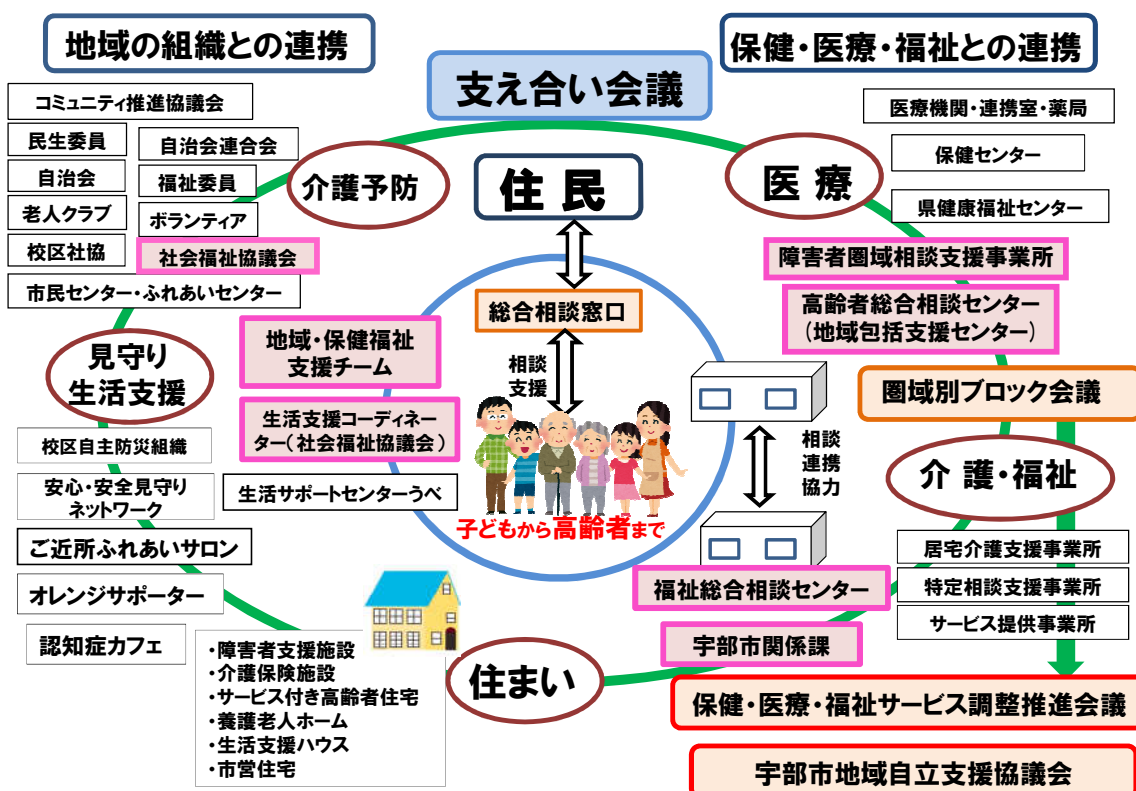 地域の組織との連携
保健・医療・福祉との連携
支え合い会議
コミュニティ推進協議会
民生委員
自治会連合会
自治会
福祉委員
老人クラブ
ボランティア
校区社協
社会福祉協議会
市民センター・ふれあいセンター
介護予防
住民
医療
医療機関・連携室・薬局
保健センター
県健康福祉センター
障害者圏域相談支援事業所
高齢者総合相談センター
(地域包括支援センター)
圏域別ブロック会議
総合相談窓口
相談
支援
地域・保健福祉
支援チーム
生活支援コーディネー
ター(社会福祉協議会)
生活サポートセンターうべ
子どもから高齢者まで
相談
連携
協力
見守り
生活支援
校区自主防災組織
安心・安全見守り
ネットワーク
ご近所ふれあいサロン
オレンジサポーター
認知症カフェ
・障害者支援施設
・介護保険施設
・サービス付き高齢者住宅
・養護老人ホーム
・生活支援ハウス
・市営住宅
住まい
福祉総合相談センター
宇部市関係課
介護・福祉
居宅介護支援事業所
特定相談支援事業所
サービス提供事業所
保健・医療・福祉サービス調整推進会議
宇部市地域自立支援協議会